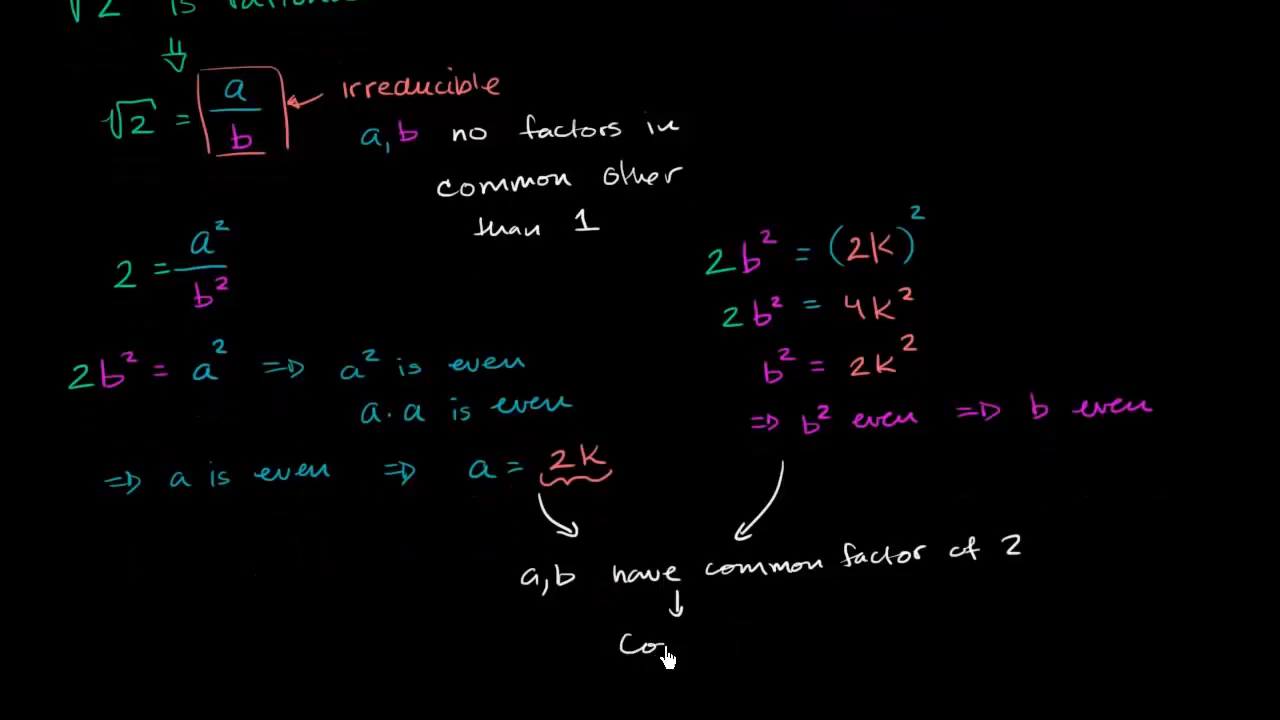 √2 is
⇓
√2 = a/b ← irreducible
a,b no factors in
common other
than 1
2 = a²/b²
2b² = a² ⇒ a² is even
a·a is even
⇒ a is even ⇒ a = 2k
2b² = (2k)²
2b² = 4k²
b² = 2k²
⇒ b² even ⇒ b even
a,b have common factor of 2
↓
Co